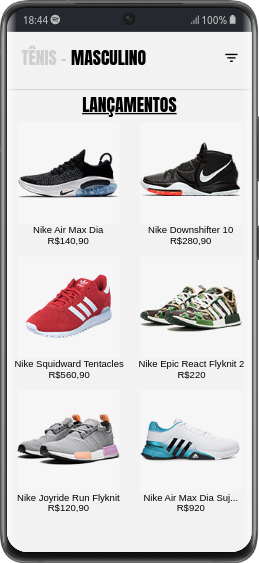 18:44
100%
TÊNIS - MASCULINO
LANÇAMENTOS
Nike Air Max Dia
R$140,90
Nike Downshifter 10
R$280,90
Nike Squidward Tentacles
R$560,90
Nike Epic React Flyknit 2
R$220
Nike Joyride Run Flyknit
R$120,90
Nike Air Max Dia Suj...
R$920